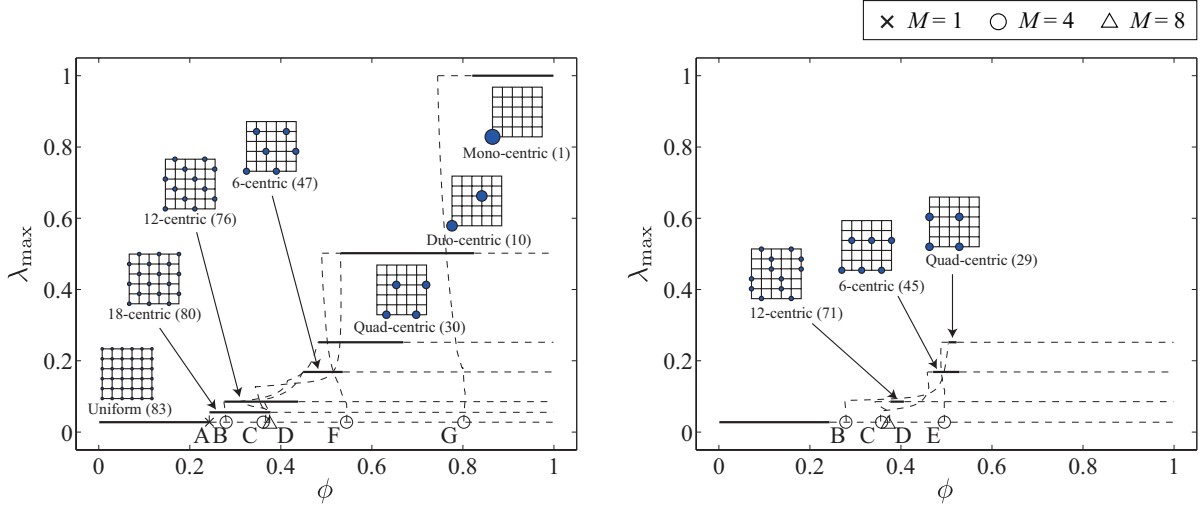 × M = 1 ○ M = 4 △ M = 8
1
0.8
0.6
0.4
0.2
0
λmax
0 0.2 0.4 0.6 0.8 1
ϕ
Mono-centric (1)
6-centric (47)
12-centric (76)
Duo-centric (10)
18-centric (80)
Quad-centric (30)
Uniform (83)
A B C D F G
1
0.8
0.6
0.4
0.2
0
λmax
0 0.2 0.4 0.6 0.8 1
ϕ
Quad-centric (29)
6-centric (45)
12-centric (71)
B C D E